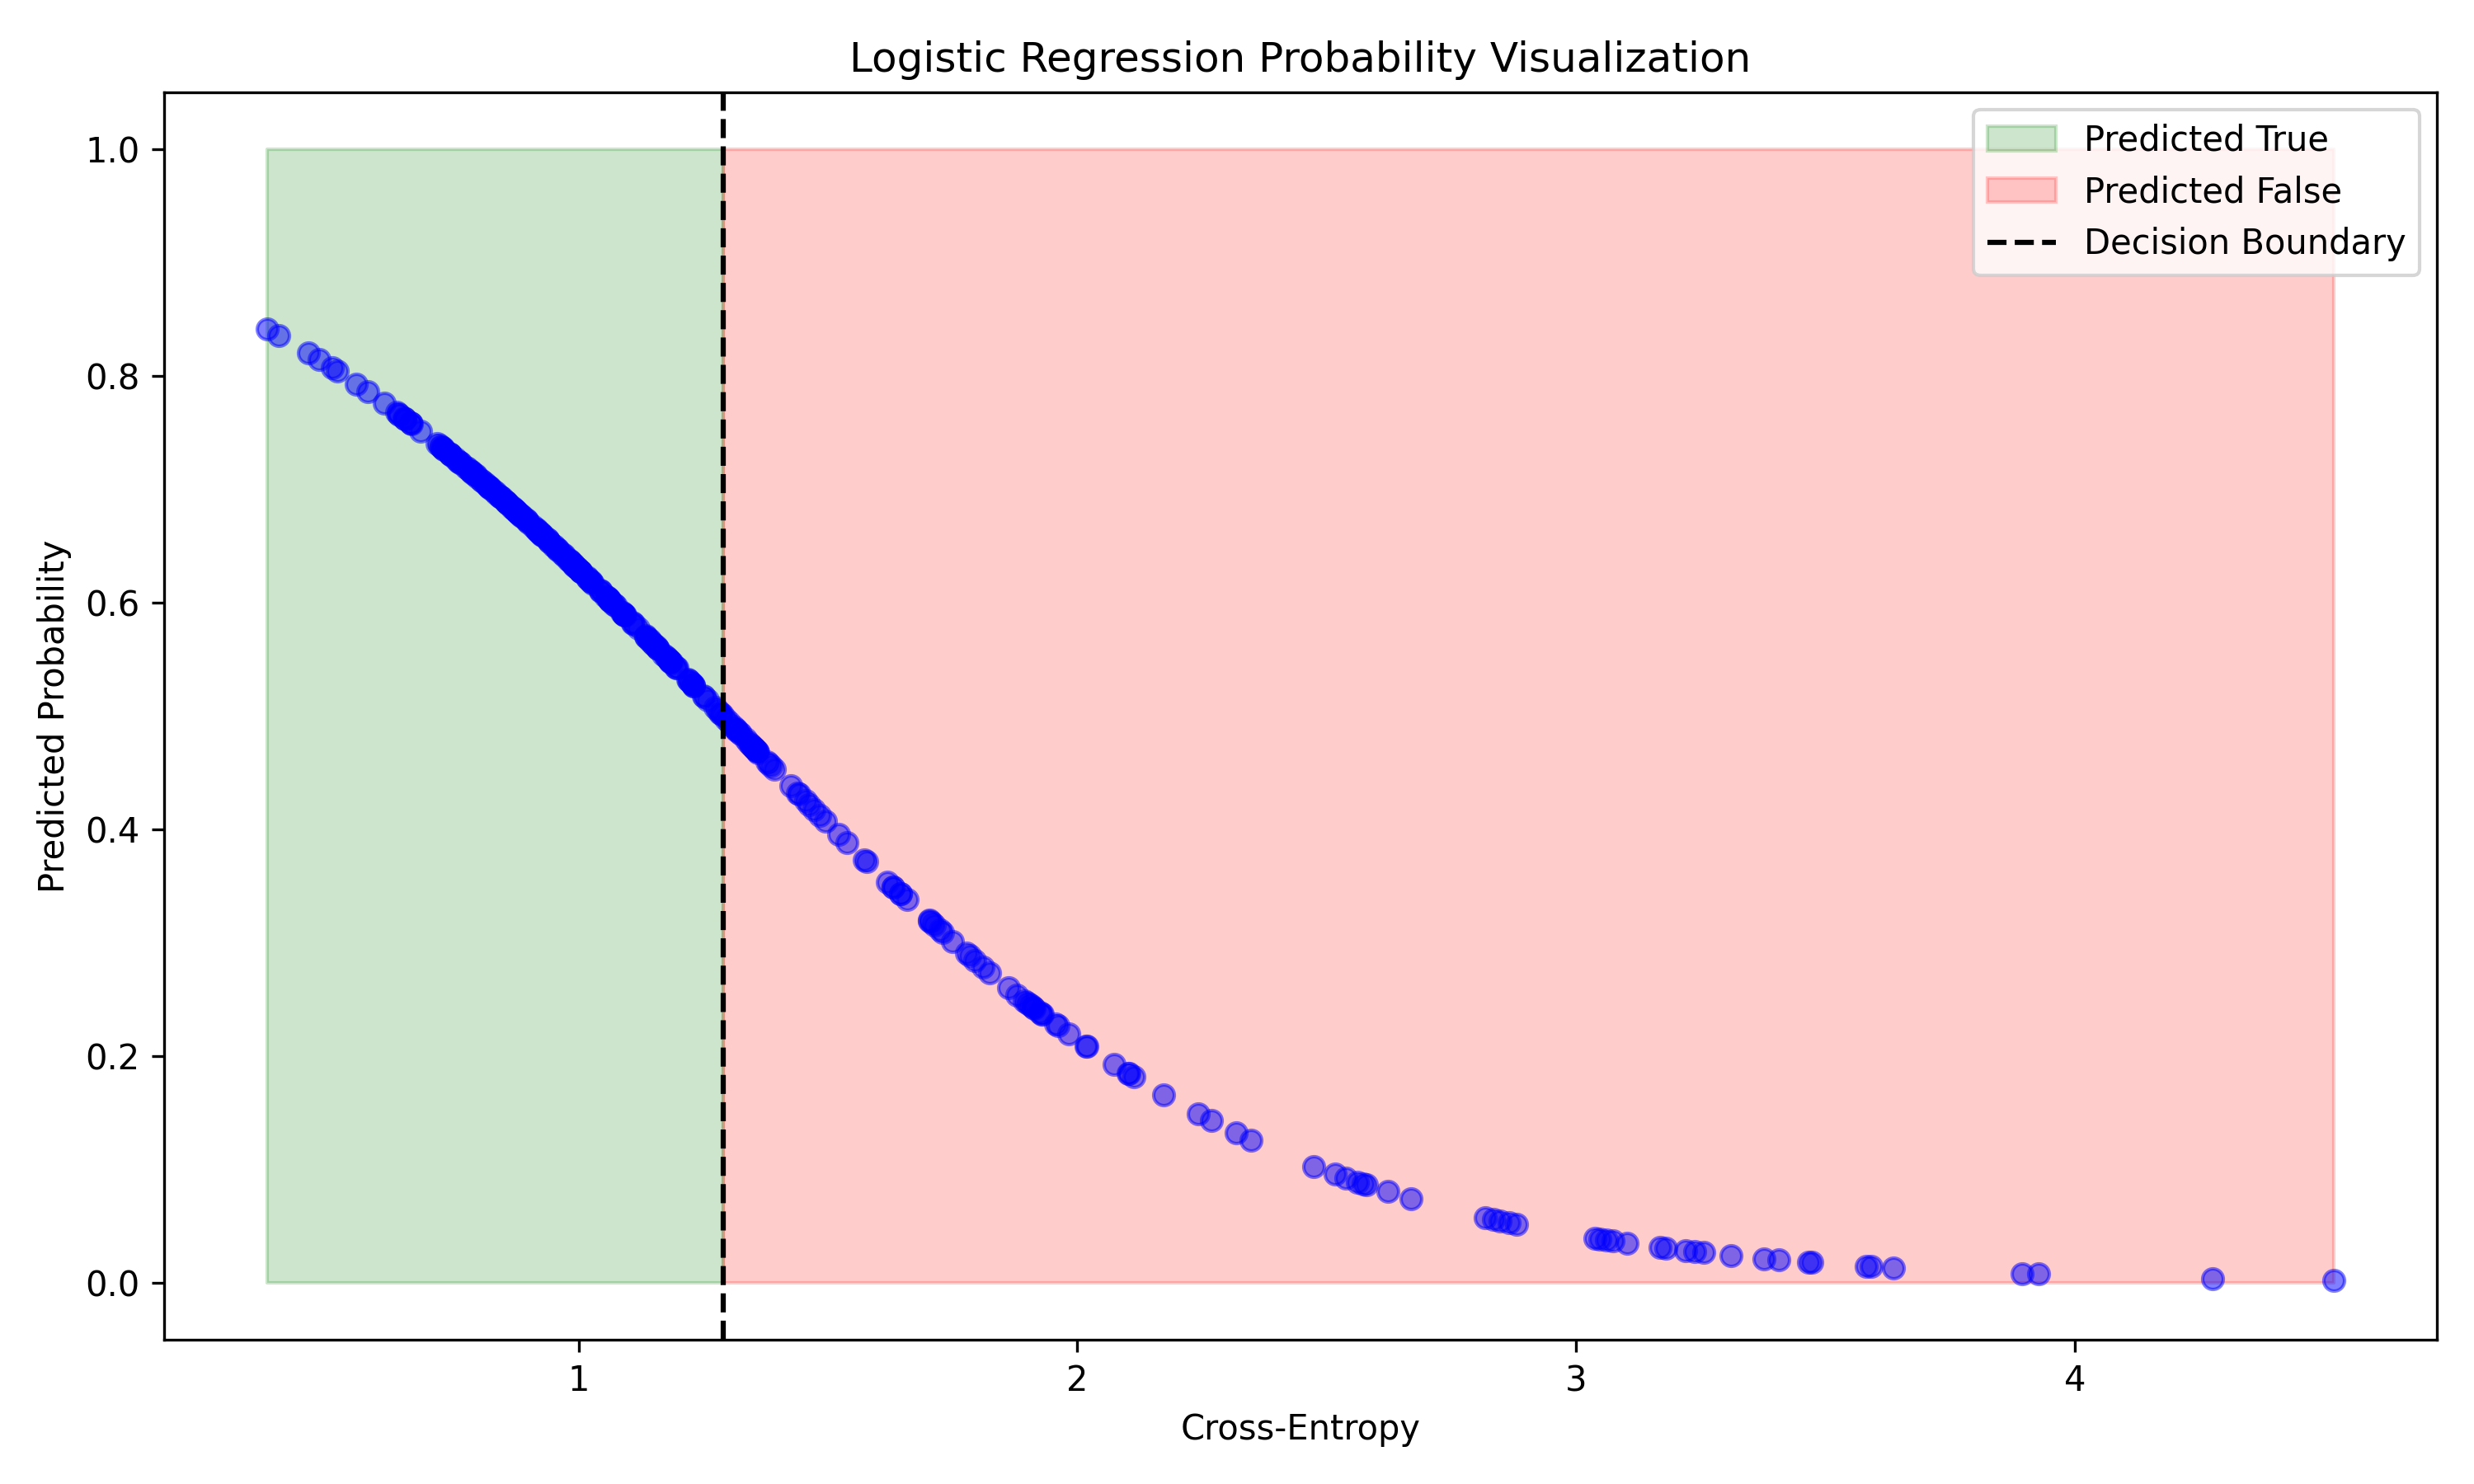 Logistic Regression Probability Visualization
Predicted True
Predicted False
Decision Boundary
1.0
0.8
0.6
0.4
0.2
0.0
Predicted Probability
1
2
3
4
Cross-Entropy